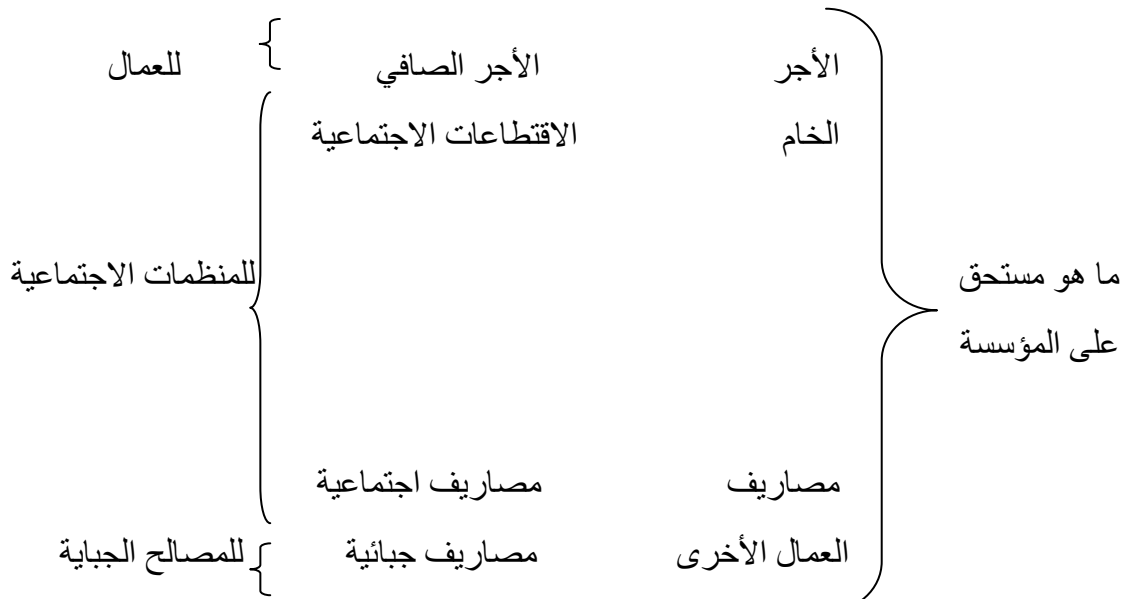 الأجر الأجر الصافي للعمال
الخام الاقتطاعات الاجتماعية
ما هو مستحق للمنظمات الاجتماعية
على المؤسسة
مصاريف مصاريف اجتماعية
العمال الأخرى مصاريف جبائية للمصالح الجباية